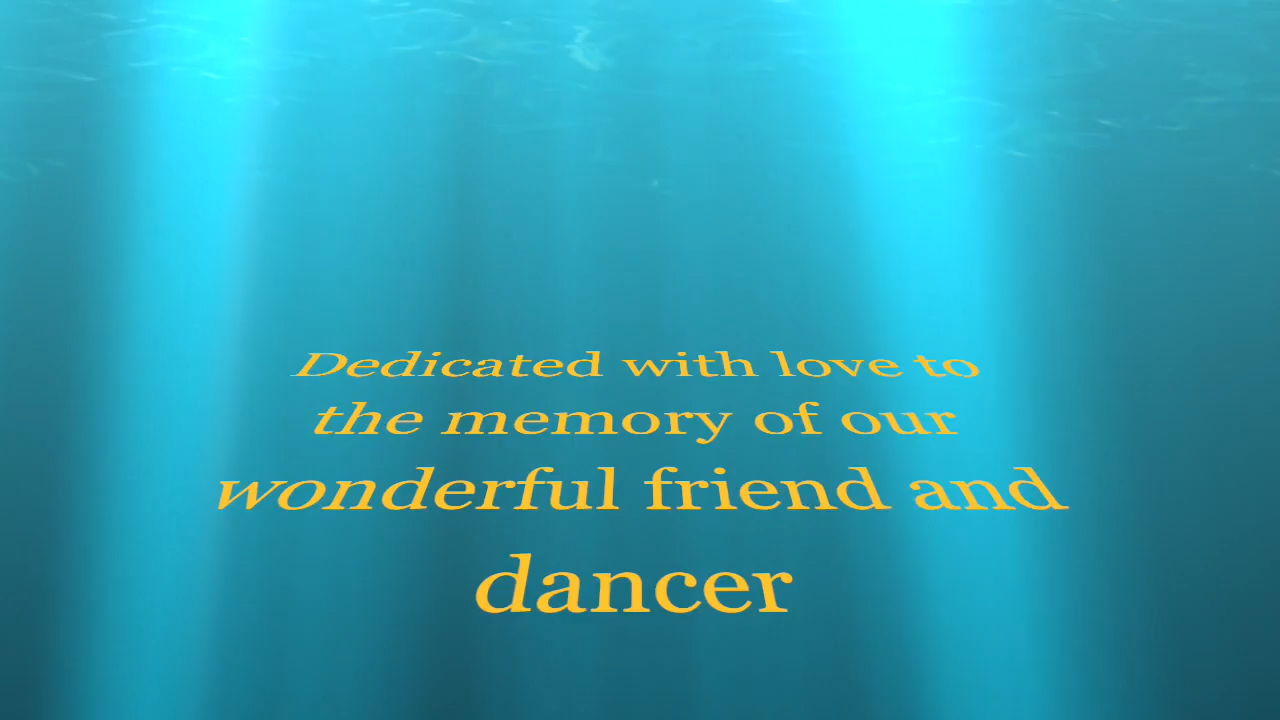 Dedicated with love to
the memory of our
wonderful friend and
dancer